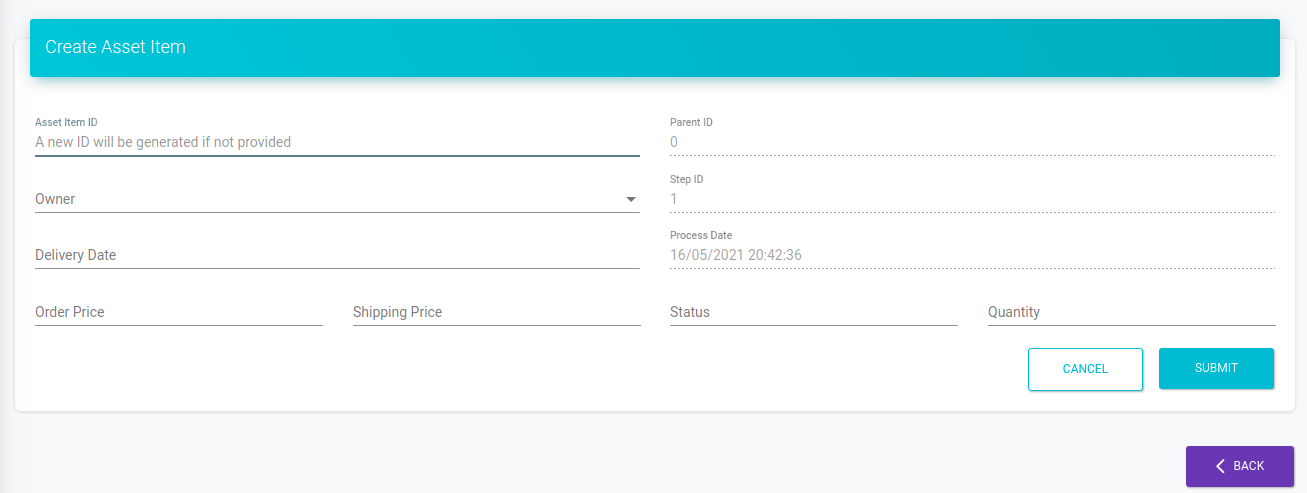 Create Asset Item
Asset Item ID
A new ID will be generated if not provided
Parent ID
0
Owner
Step ID
1
Delivery Date
Process Date
16/05/2021 20:42:36
Order Price
Shipping Price
Status
Quantity
CANCEL
SUBMIT
BACK